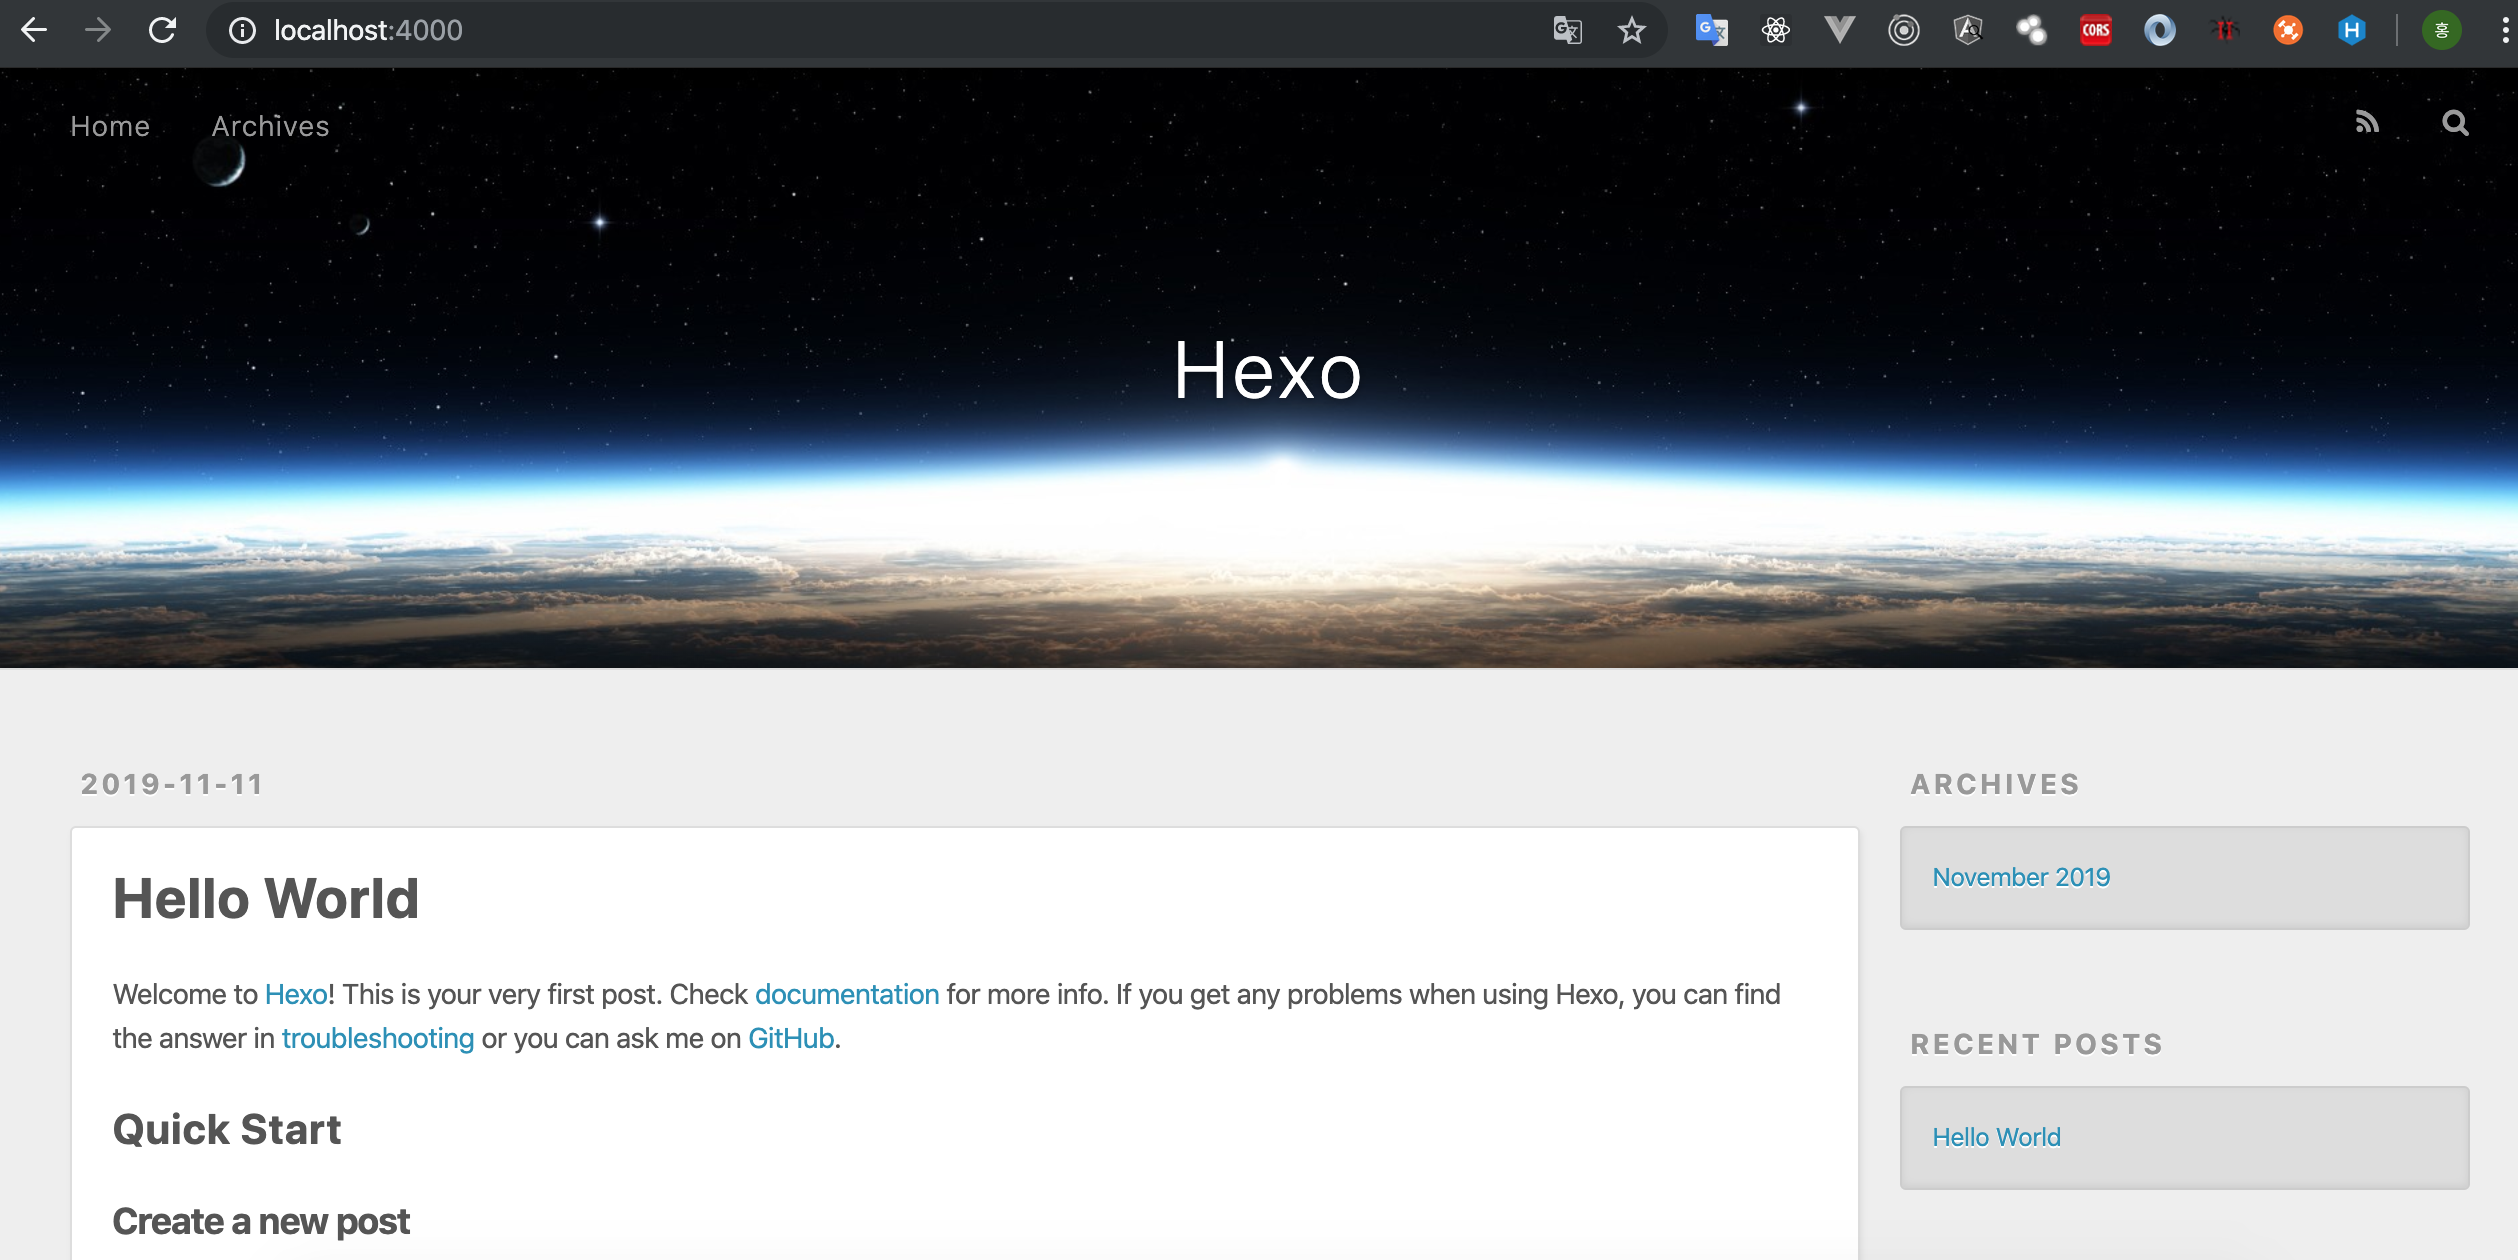 localhost:4000
CORS
H
홍
Home
Archives
Hexo
2019-11-11
Hello World
Welcome to Hexo! This is your very first post. Check documentation for more info. If you get any problems when using Hexo, you can find
the answer in troubleshooting or you can ask me on GitHub.
Quick Start
Create a new post
ARCHIVES
November 2019
RECENT POSTS
Hello World